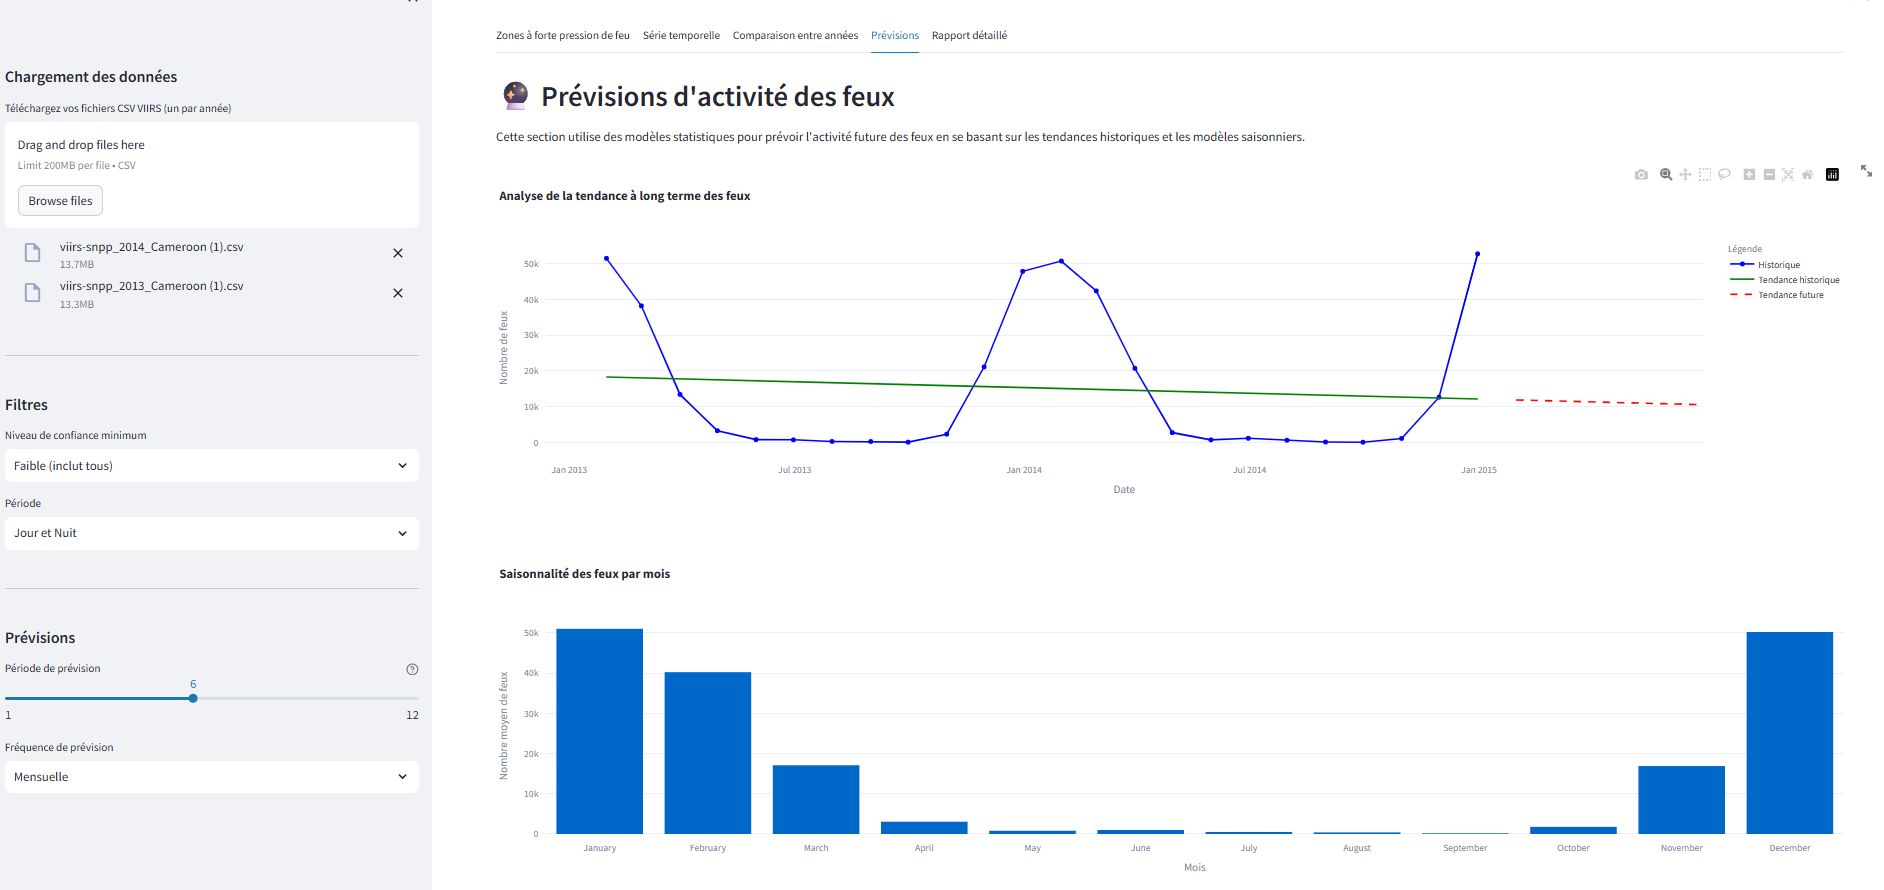 Chargement des données
Téléchargez vos fichiers CSV VIIRS (un par année)
Drag and drop files here
Limit 200MB per file • CSV
Browse files
viirs-snpp_2014_Cameroon (1).csv
13.7MB
viirs-snpp_2013_Cameroon (1).csv
13.3MB
Filtres
Niveau de confiance minimum
Faible (inclut tous)
Période
Jour et Nuit
Prévisions
Période de prévision
6
1 12
Fréquence de prévision
Mensuelle
Zones à forte pression de feu Série temporelle Comparaison entre années Prévisions Rapport détaillé
Prévisions d'activité des feux
Cette section utilise des modèles statistiques pour prévoir l'activité future des feux en se basant sur les tendances historiques et les modèles saisonniers.
Analyse de la tendance à long terme des feux
Légende
Historique
Tendance historique
Tendance future
Nombre de feux
50k
40k
30k
20k
10k
0
Jan 2013 Jul 2013 Jan 2014 Jul 2014 Jan 2015
Date
Saisonnalité des feux par mois
Nombre moyen de feux
50k
40k
30k
20k
10k
0
January February March April May June July August September October November December
Mois